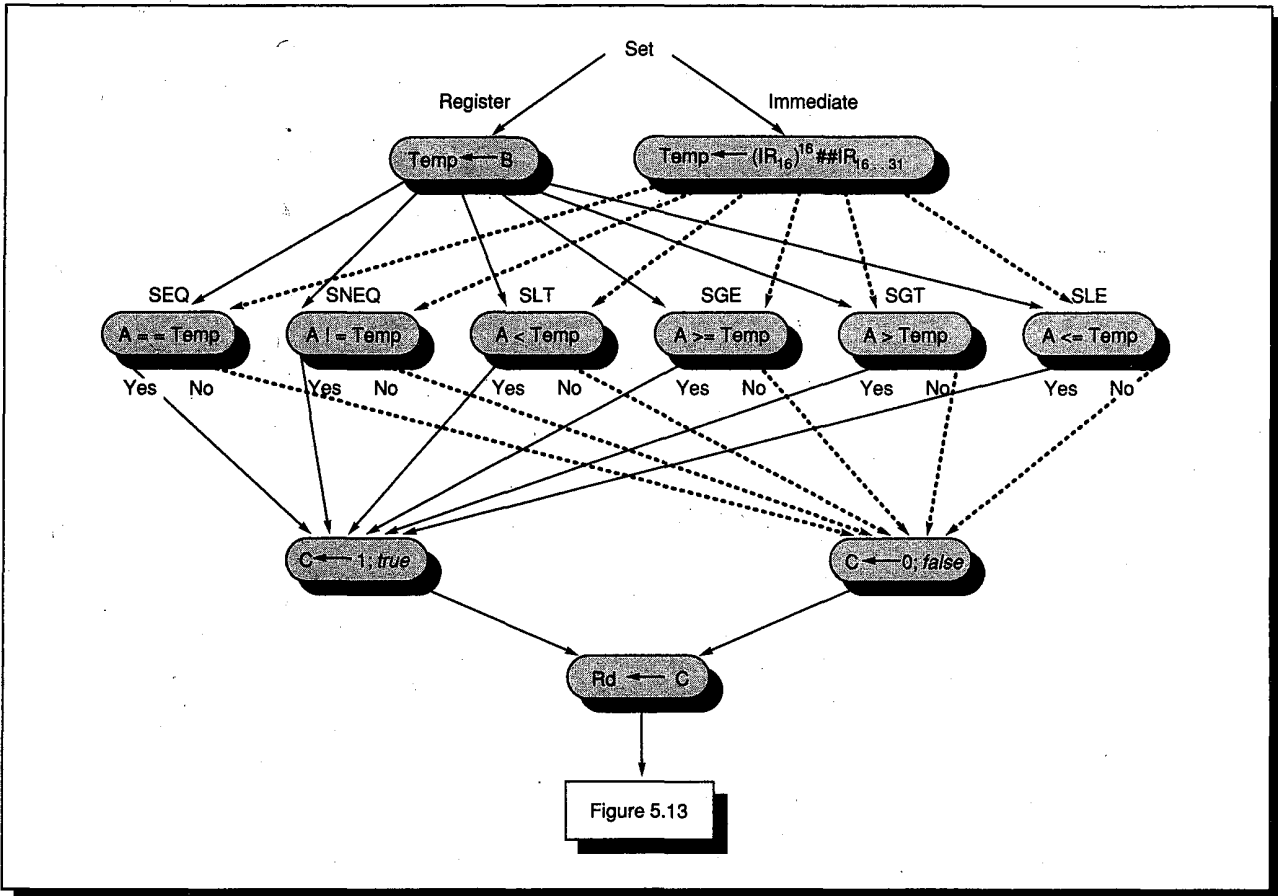 Set
Register Immediate
Temp ← B Temp ← (IR₁₆)¹⁶##IR₁₆...₃₁
SEQ SNEQ SLT SGE SGT SLE
A = = Temp A ! = Temp A < Temp A >= Temp A > Temp A <= Temp
Yes No Yes No Yes No Yes No Yes No Yes No
C ← 1; true C ← 0; false
Rd ← C
Figure 5.13